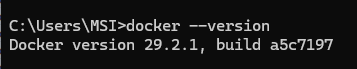 C:\Users\MSI>docker --version
Docker version 29.2.1, build a5c7197